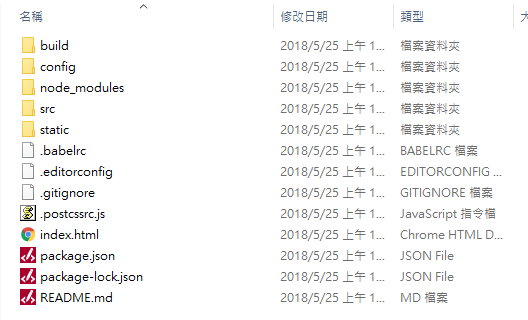 名稱 修改日期 類型 大
build 2018/5/25 上午 1... 檔案資料夾
config 2018/5/25 上午 1... 檔案資料夾
node_modules 2018/5/25 上午 1... 檔案資料夾
src 2018/5/25 上午 1... 檔案資料夾
static 2018/5/25 上午 1... 檔案資料夾
.babelrc 2018/5/25 上午 1... BABELRC 檔案
.editorconfig 2018/5/25 上午 1... EDITORCONFIG ...
.gitignore 2018/5/25 上午 1... GITIGNORE 檔案
.postcssrc.js 2018/5/25 上午 1... JavaScript 指令檔
index.html 2018/5/25 上午 1... Chrome HTML D...
package.json 2018/5/25 上午 1... JSON File
package-lock.json 2018/5/25 上午 1... JSON File
README.md 2018/5/25 上午 1... MD 檔案